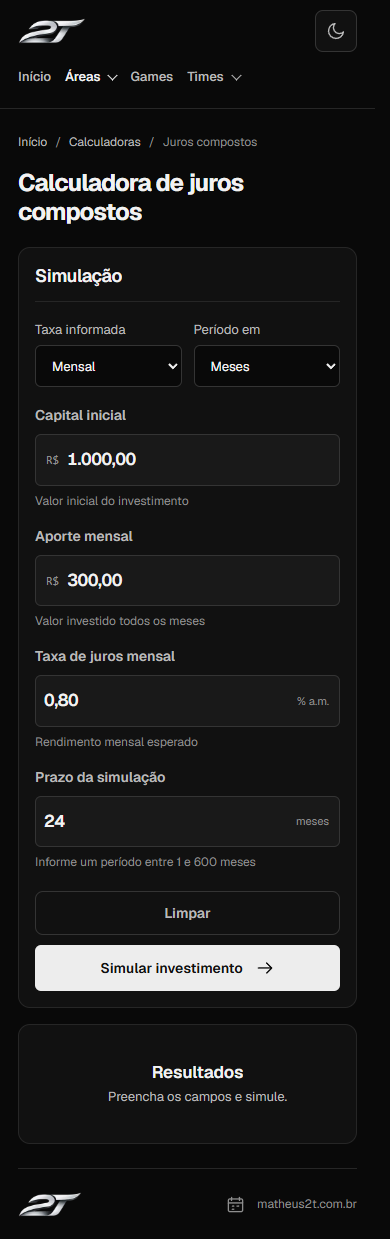 2T
Início Áreas Games Times
Início / Calculadoras / Juros compostos
Calculadora de juros
compostos
Simulação
Taxa informada Período em
Mensal Meses
Capital inicial
R$ 1.000,00
Valor inicial do investimento
Aporte mensal
R$ 300,00
Valor investido todos os meses
Taxa de juros mensal
0,80 % a.m.
Rendimento mensal esperado
Prazo da simulação
24 meses
Informe um período entre 1 e 600 meses
Limpar
Simular investimento →
Resultados
Preencha os campos e simule.
2T matheus2t.com.br